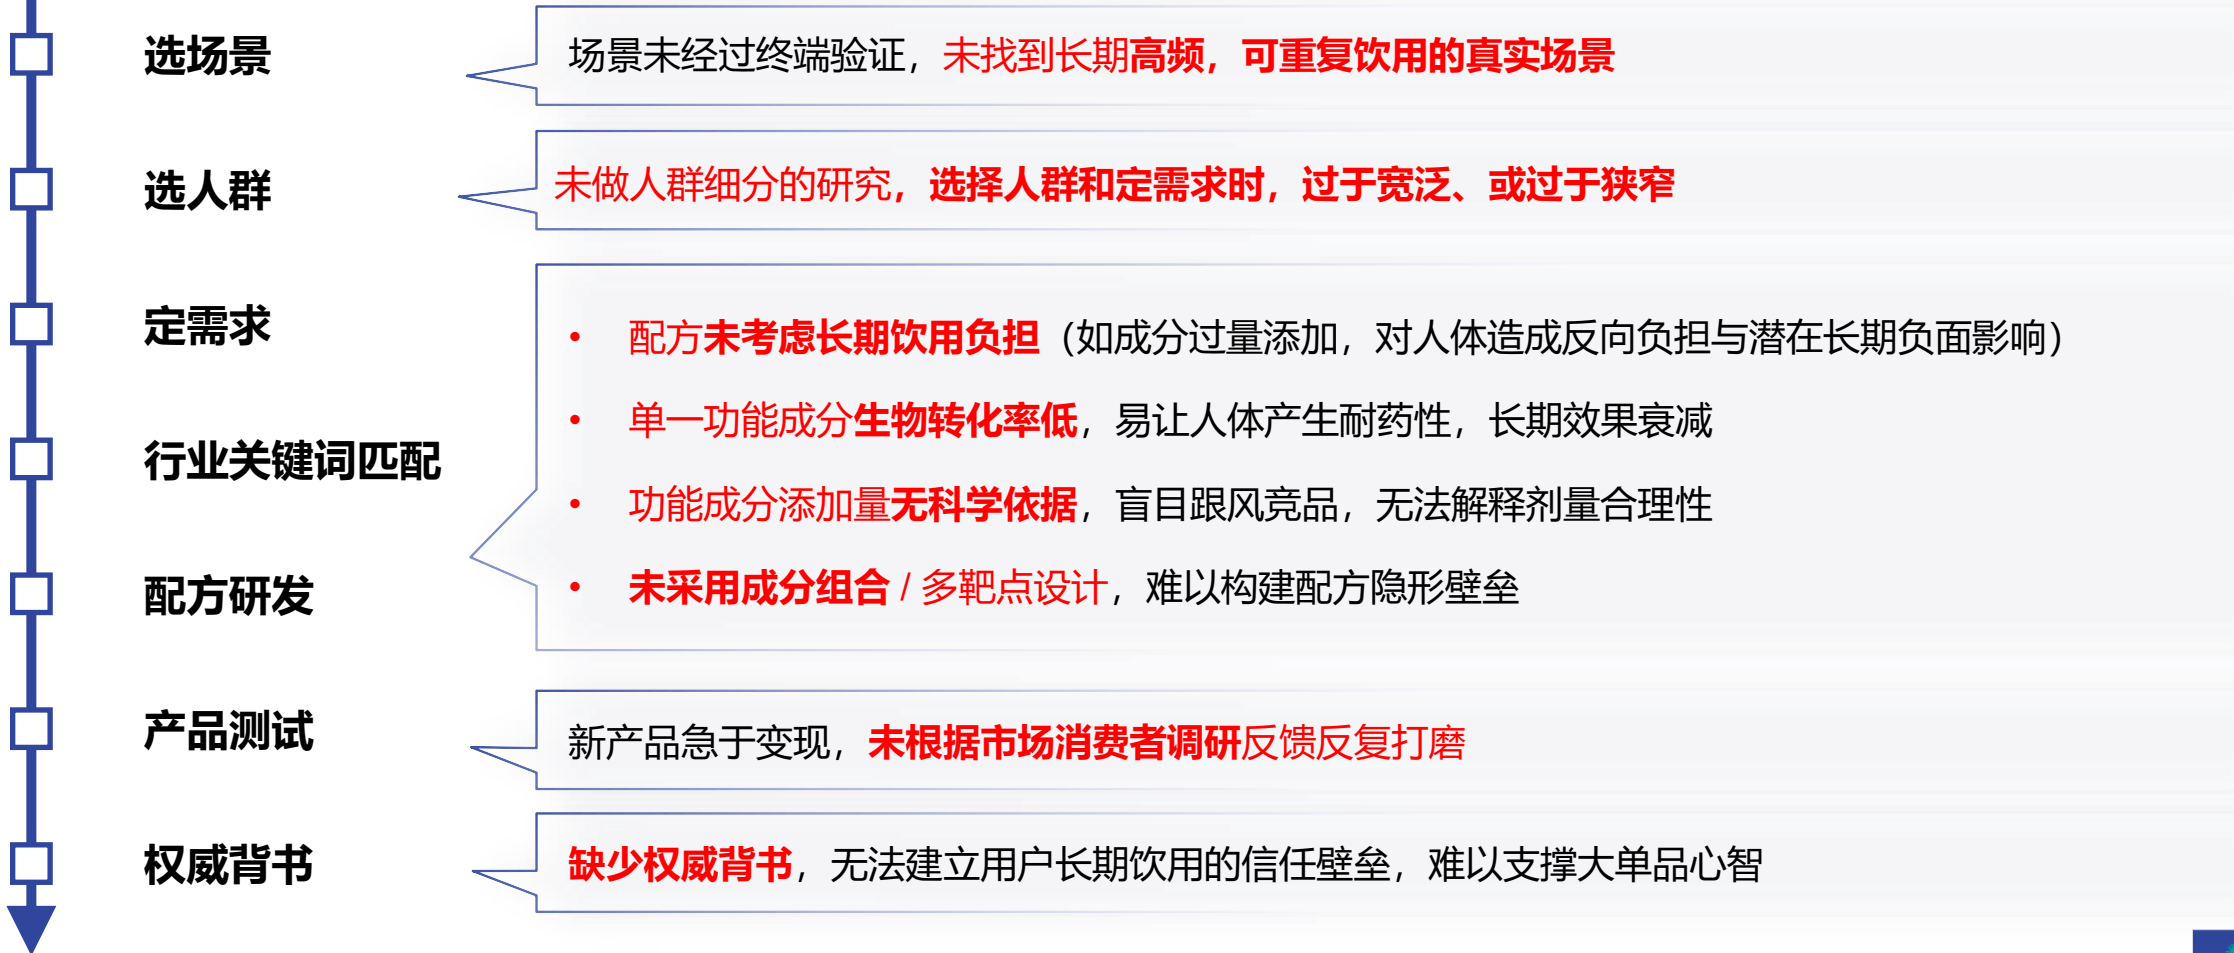 选场景
场景未经过终端验证，未找到长期高频，可重复饮用的真实场景
选人群
未做人群细分的研究，选择人群和定需求时，过于宽泛、或过于狭窄
定需求
行业关键词匹配
配方研发
• 配方未考虑长期饮用负担（如成分过量添加，对人体造成反向负担与潜在长期负面影响）
• 单一功能成分生物转化率低，易让人体产生耐药性，长期效果衰减
• 功能成分添加量无科学依据，盲目跟风竞品，无法解释剂量合理性
• 未采用成分组合 / 多靶点设计，难以构建配方隐形壁垒
产品测试
新产品急于变现，未根据市场消费者调研反馈反复打磨
权威背书
缺少权威背书，无法建立用户长期饮用的信任壁垒，难以支撑大单品心智